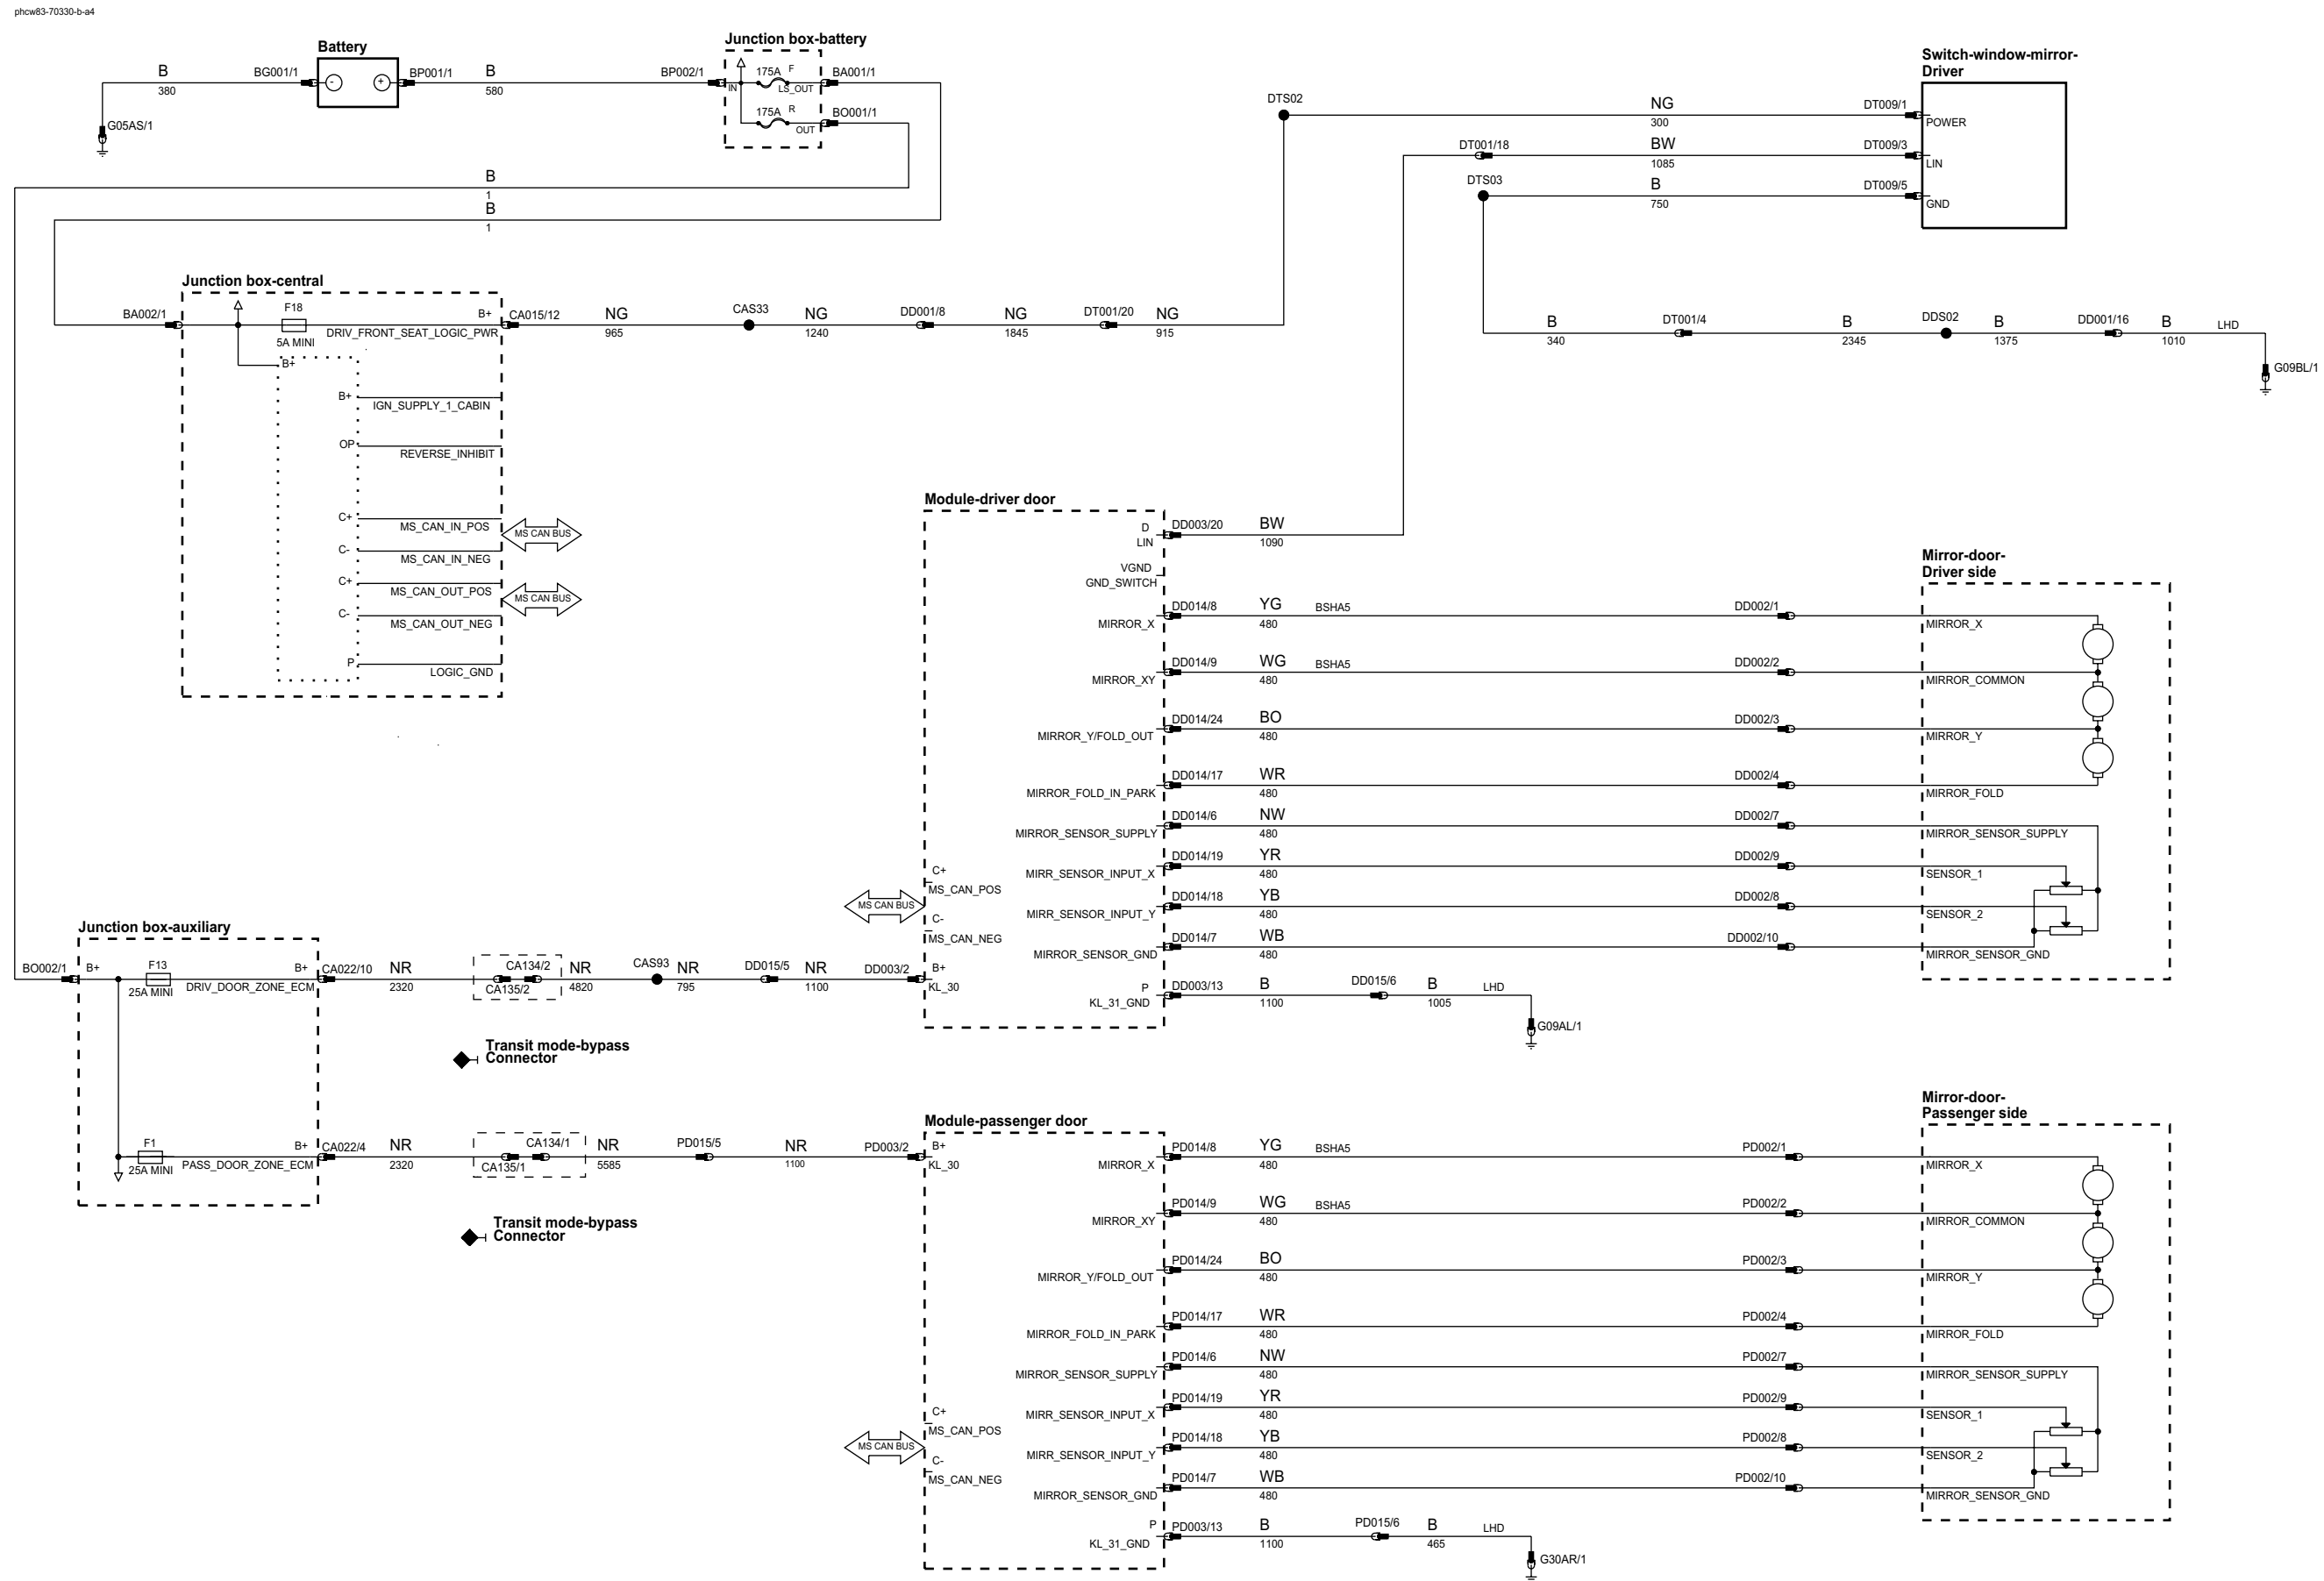 phcw83-70330-b-a4
Battery
B
380
BG001/1
-
+
BP001/1
B
580
G05AS/1
Junction box-battery
BP002/1
IN
175A
F
LS_OUT
BA001/1
175A
R
OUT
BO001/1
B
1
B
1
Switch-window-mirror-
Driver
DTS02
NG
300
DT009/1
POWER
DT001/18
BW
1085
DT009/3
LIN
DTS03
B
750
DT009/5
GND
B
340
DT001/4
B
2345
DDS02
B
1375
DD001/16
B
1010
LHD
G09BL/1
Junction box-central
BA002/1
F18
5A MINI
B+
DRIV_FRONT_SEAT_LOGIC_PWR
CA015/12
NG
965
CAS33
NG
1240
DD001/8
NG
1845
DT001/20
NG
915
B+
B+
IGN_SUPPLY_1_CABIN
OP
REVERSE_INHIBIT
C+
MS_CAN_IN_POS
C-
MS_CAN_IN_NEG
MS CAN BUS
C+
MS_CAN_OUT_POS
C-
MS_CAN_OUT_NEG
MS CAN BUS
P
LOGIC_GND
Module-driver door
D
LIN
DD003/20
BW
1090
VGND
GND_SWITCH
MIRROR_X
DD014/8
YG
480
BSHA5
DD002/1
MIRROR_X
MIRROR_XY
DD014/9
WG
480
BSHA5
DD002/2
MIRROR_COMMON
MIRROR_Y/FOLD_OUT
DD014/24
BO
480
DD002/3
MIRROR_Y
MIRROR_FOLD_IN_PARK
DD014/17
WR
480
DD002/4
MIRROR_FOLD
MIRROR_SENSOR_SUPPLY
DD014/6
NW
480
DD002/7
MIRROR_SENSOR_SUPPLY
MIRR_SENSOR_INPUT_X
DD014/19
YR
480
DD002/9
SENSOR_1
MIRR_SENSOR_INPUT_Y
DD014/18
YB
480
DD002/8
SENSOR_2
MIRROR_SENSOR_GND
DD014/7
WB
480
DD002/10
MIRROR_SENSOR_GND
Mirror-door-
Driver side
C+
MS_CAN_POS
C-
MS_CAN_NEG
MS CAN BUS
B+
KL_30
P
KL_31_GND
DD003/13
B
1100
DD015/6
B
1005
LHD
G09AL/1
Junction box-auxiliary
BO002/1
B+
F13
25A MINI
B+
DRIV_DOOR_ZONE_ECM
CA022/10
NR
2320
CA134/2
CA135/2
NR
4820
CAS93
NR
795
DD015/5
NR
1100
DD003/2
Transit mode-bypass
Connector
F1
25A MINI
B+
PASS_DOOR_ZONE_ECM
CA022/4
NR
2320
CA134/1
CA135/1
NR
5585
PD015/5
NR
1100
PD003/2
Transit mode-bypass
Connector
Module-passenger door
B+
KL_30
MIRROR_X
PD014/8
YG
480
BSHA5
PD002/1
MIRROR_X
MIRROR_XY
PD014/9
WG
480
BSHA5
PD002/2
MIRROR_COMMON
MIRROR_Y/FOLD_OUT
PD014/24
BO
480
PD002/3
MIRROR_Y
MIRROR_FOLD_IN_PARK
PD014/17
WR
480
PD002/4
MIRROR_FOLD
MIRROR_SENSOR_SUPPLY
PD014/6
NW
480
PD002/7
MIRROR_SENSOR_SUPPLY
MIRR_SENSOR_INPUT_X
PD014/19
YR
480
PD002/9
SENSOR_1
MIRR_SENSOR_INPUT_Y
PD014/18
YB
480
PD002/8
SENSOR_2
MIRROR_SENSOR_GND
PD014/7
WB
480
PD002/10
MIRROR_SENSOR_GND
Mirror-door-
Passenger side
C+
MS_CAN_POS
C-
MS_CAN_NEG
MS CAN BUS
P
KL_31_GND
PD003/13
B
1100
PD015/6
B
465
LHD
G30AR/1